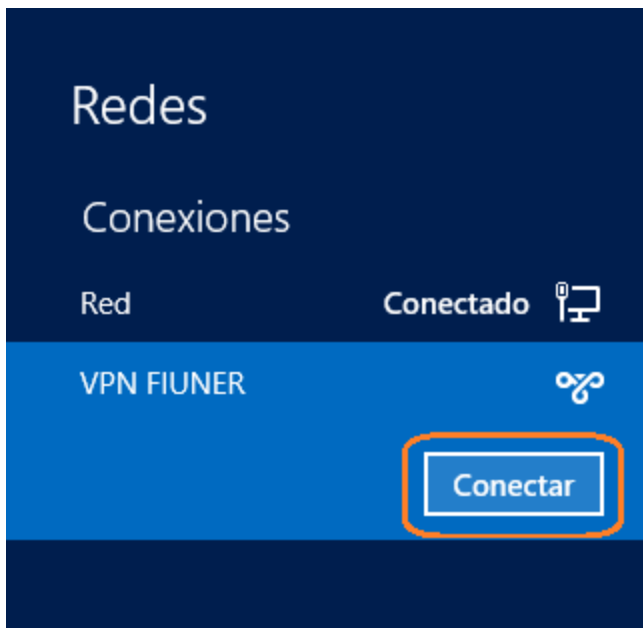 Redes
Conexiones
Red Conectado
VPN FIUNER
Conectar